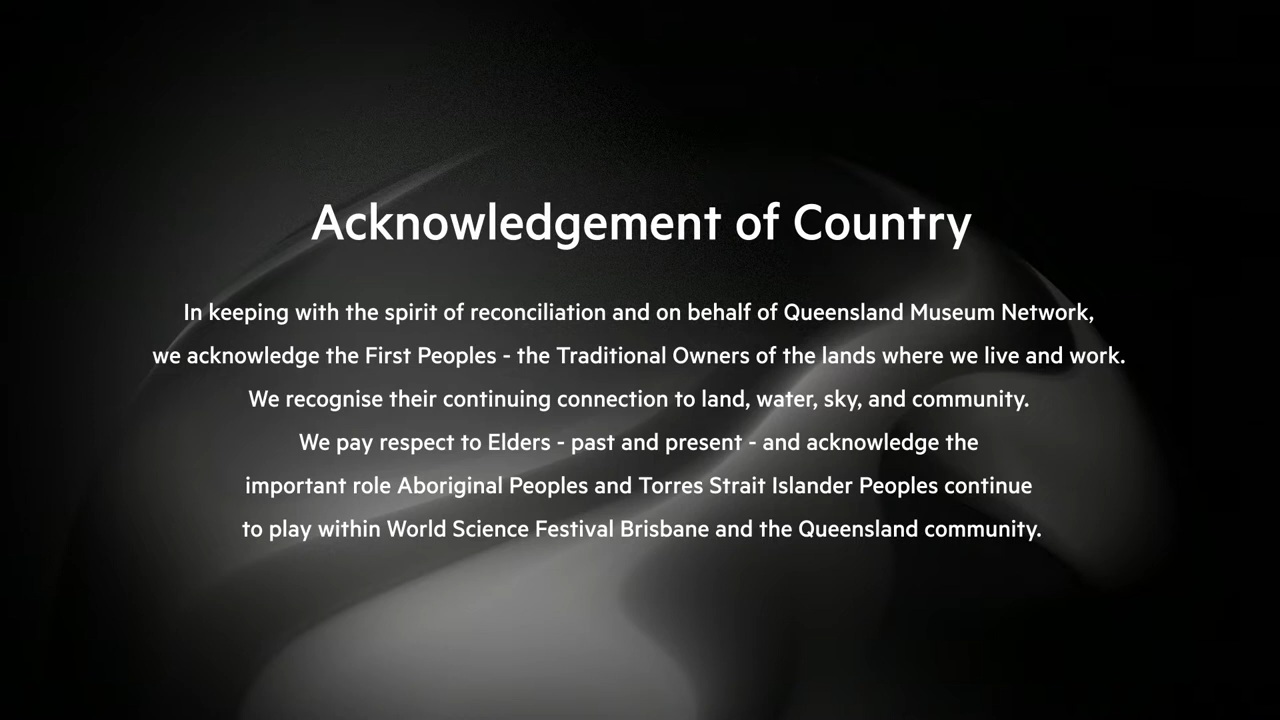 Acknowledgement of Country
In keeping with the spirit of reconciliation and on behalf of Queensland Museum Network,
we acknowledge the First Peoples - the Traditional Owners of the lands where we live and work.
We recognise their continuing connection to land, water, sky, and community.
We pay respect to Elders - past and present - and acknowledge the
important role Aboriginal Peoples and Torres Strait Islander Peoples continue
to play within World Science Festival Brisbane and the Queensland community.